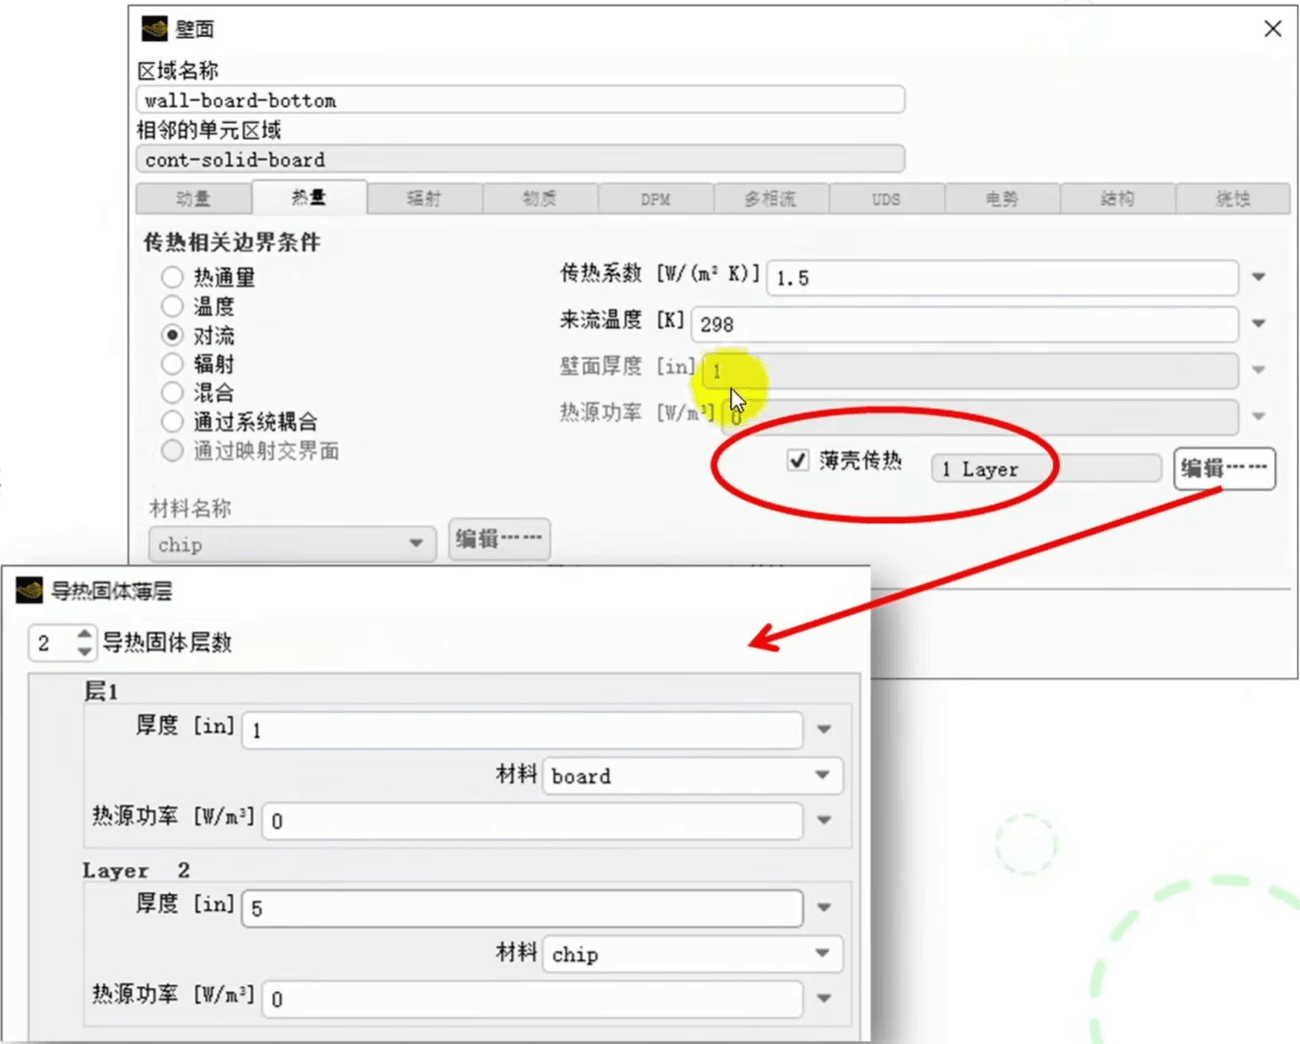 壁面
区域名称
wall-board-bottom
相邻的单元区域
cont-solid-board
动量 热量 辐射 物质 DPM 多相流 UDS 电势 结构 烧蚀
传热相关边界条件
热通量
温度
对流
辐射
混合
通过系统耦合
通过映射交界面
传热系数 [W/(m² K)] 1.5
来流温度 [K] 298
壁面厚度 [in] 1
热源功率 [W/m³] 0
薄壳传热 1 Layer 编辑……
材料名称
chip 编辑……
导热固体薄层
2 导热固体层数
层1
厚度 [in] 1
材料 board
热源功率 [W/m³] 0
Layer 2
厚度 [in] 5
材料 chip
热源功率 [W/m³] 0